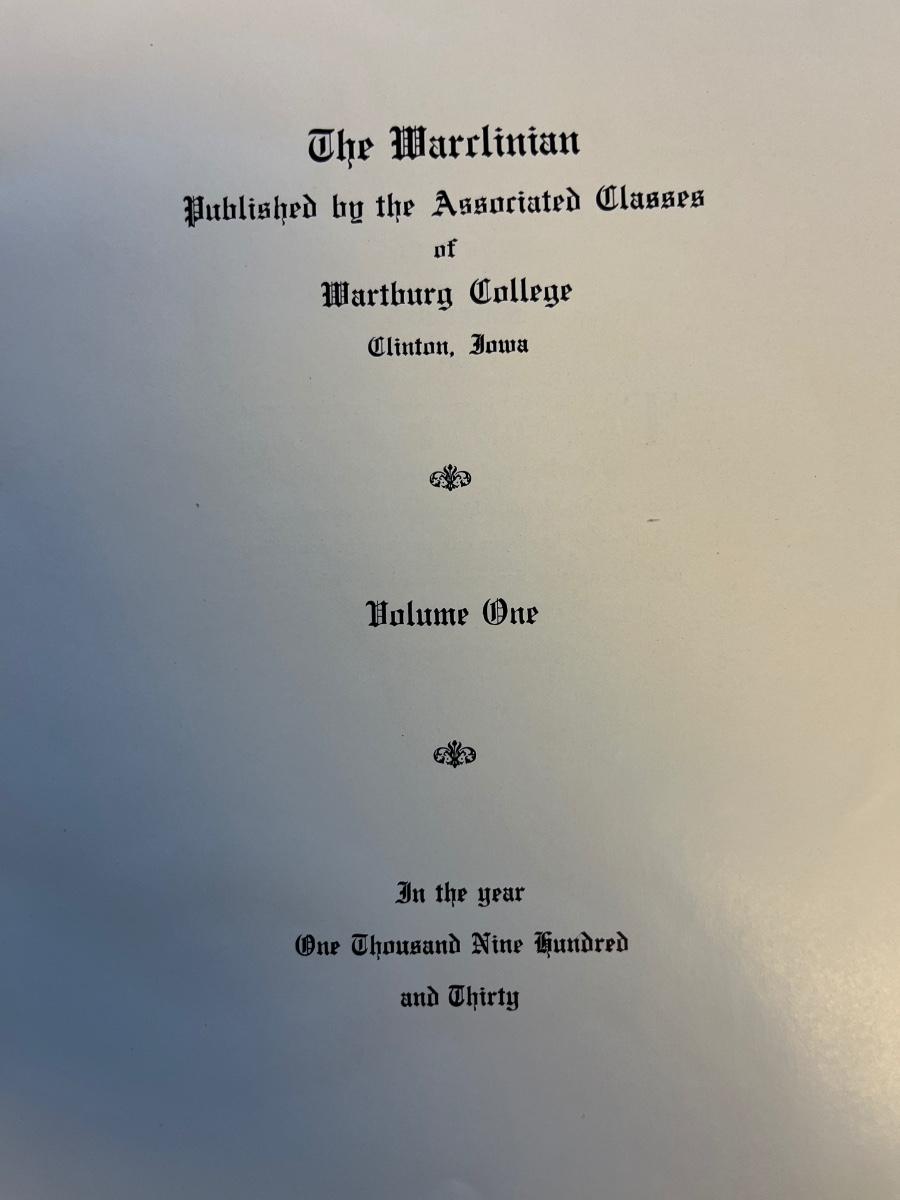 The Warclinian
Published by the Associated Classes
of
Wartburg College
Clinton, Iowa
Volume One
In the year
One Thousand Nine Hundred
and Thirty